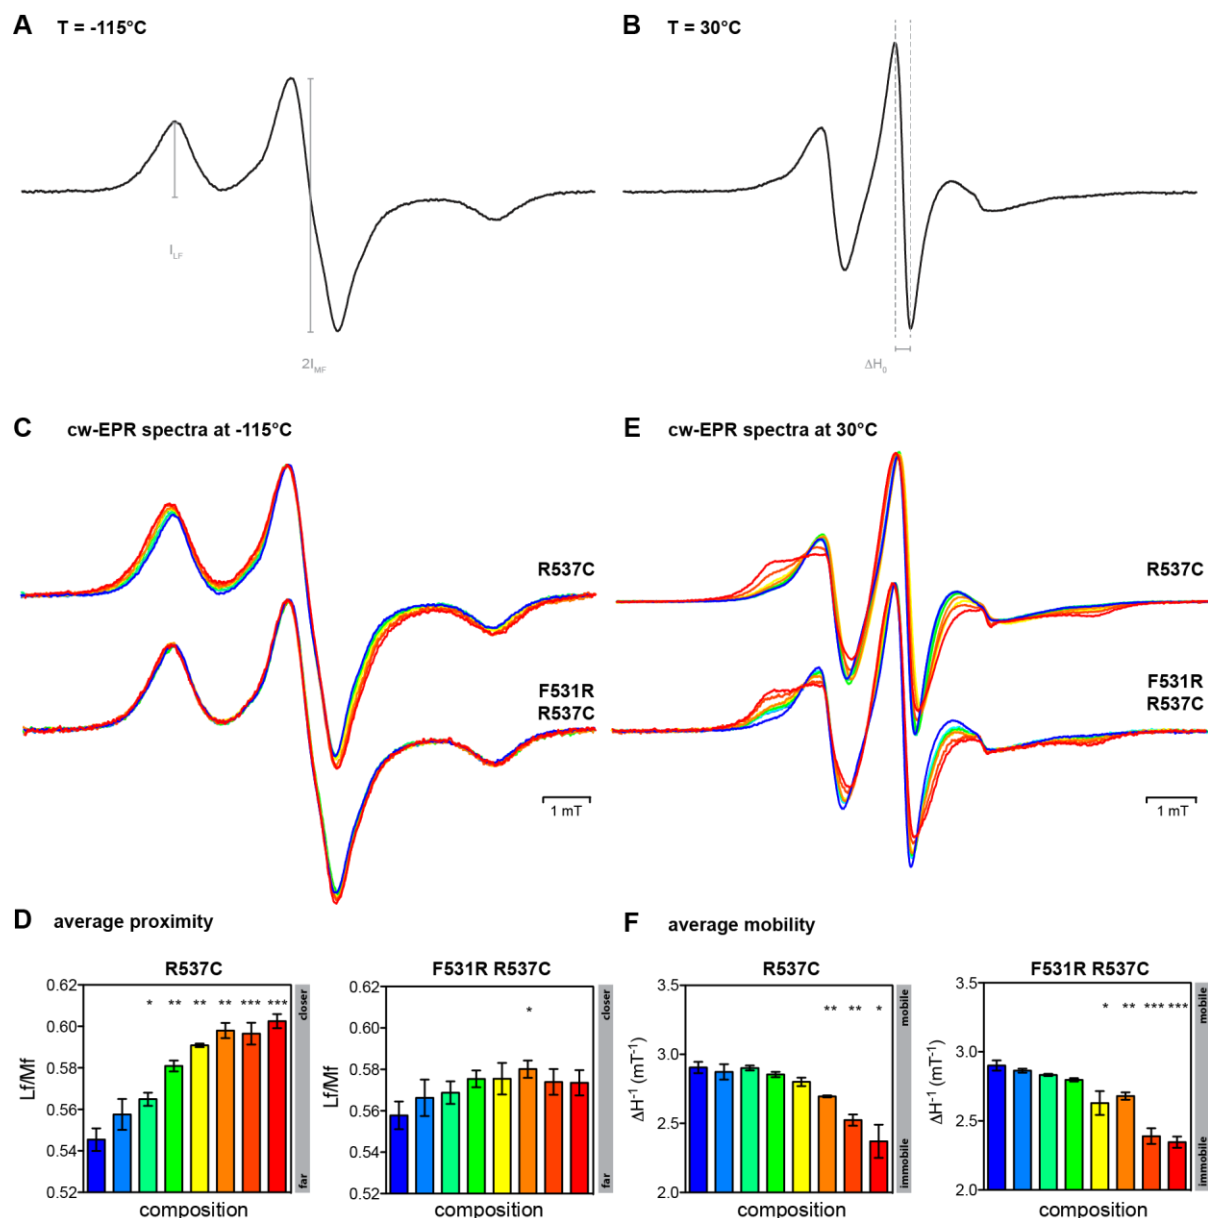 A T = -115°C
B T = 30°C
I_LF
2I_MF
ΔH_0
C cw-EPR spectra at -115°C
E cw-EPR spectra at 30°C
R537C
R537C
F531R
R537C
F531R
R537C
1 mT
1 mT
D average proximity
F average mobility
R537C
F531R R537C
R537C
F531R R537C
Lf/Mf
0.62
0.60
0.58
0.56
0.54
0.52
* ** ** ** *** ***
closer
far
composition
Lf/Mf
0.62
0.60
0.58
0.56
0.54
0.52
*
closer
far
composition
ΔH⁻¹ (mT⁻¹)
3.5
3.0
2.5
2.0
** ** *
mobile
immobile
composition
ΔH⁻¹ (mT⁻¹)
3.5
3.0
2.5
2.0
* ** *** ***
mobile
immobile
composition